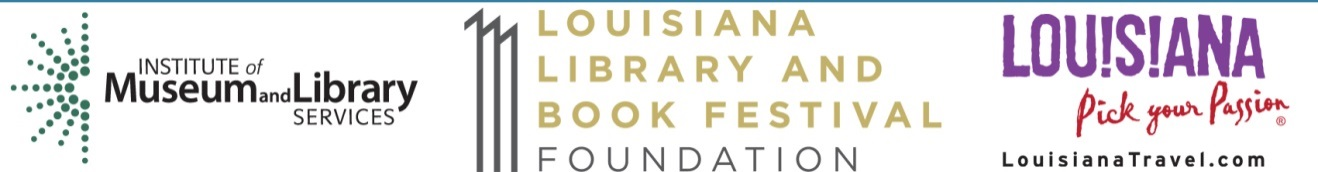 INSTITUTE of
Museum and Library
SERVICES
LOUISIANA
LIBRARY AND
BOOK FESTIVAL
FOUNDATION
LOU!S!ANA
Pick your Passion®
LouisianaTravel.com